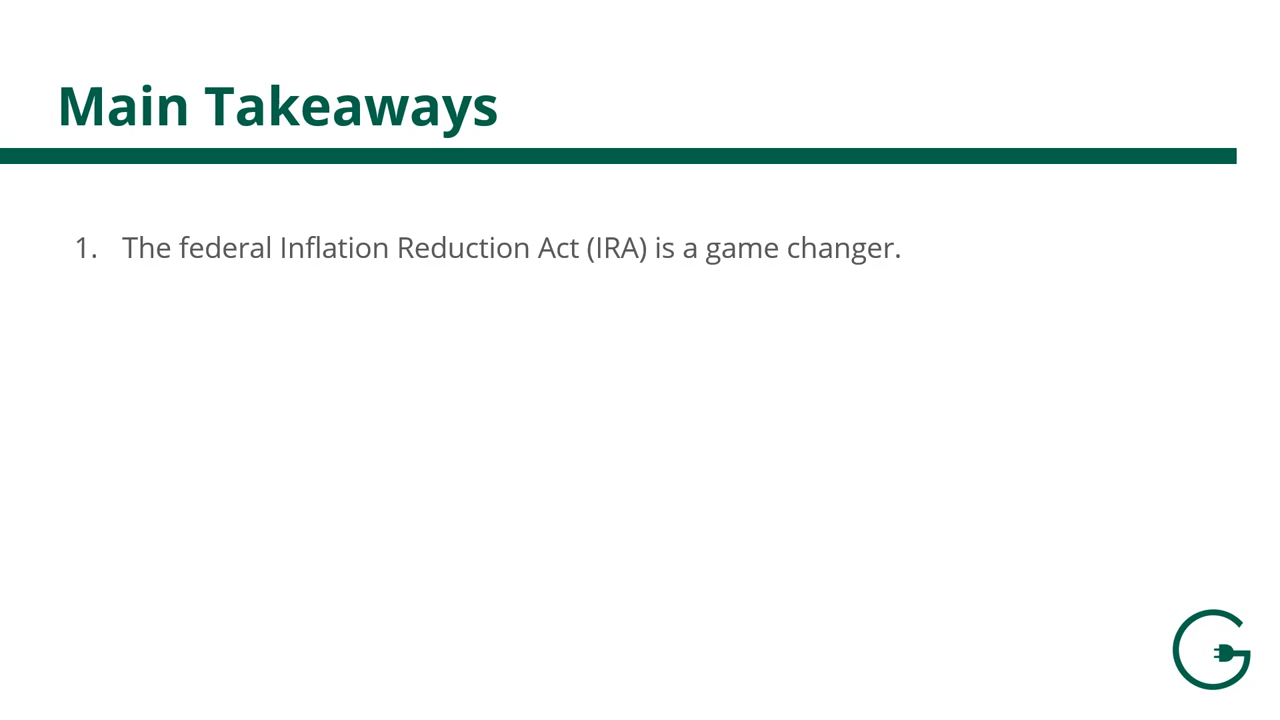 Main Takeaways
1. The federal Inflation Reduction Act (IRA) is a game changer.